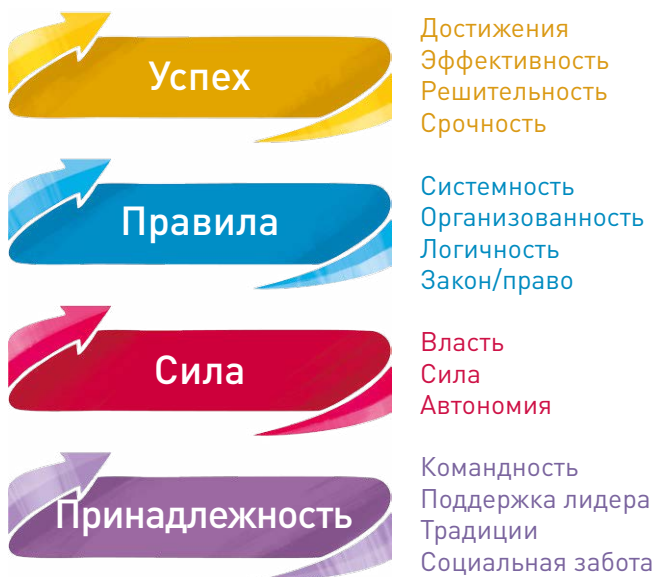 Успех
Достижения
Эффективность
Решительность
Срочность
Правила
Системность
Организованность
Логичность
Закон/право
Сила
Власть
Сила
Автономия
Принадлежность
Командность
Поддержка лидера
Традиции
Социальная забота